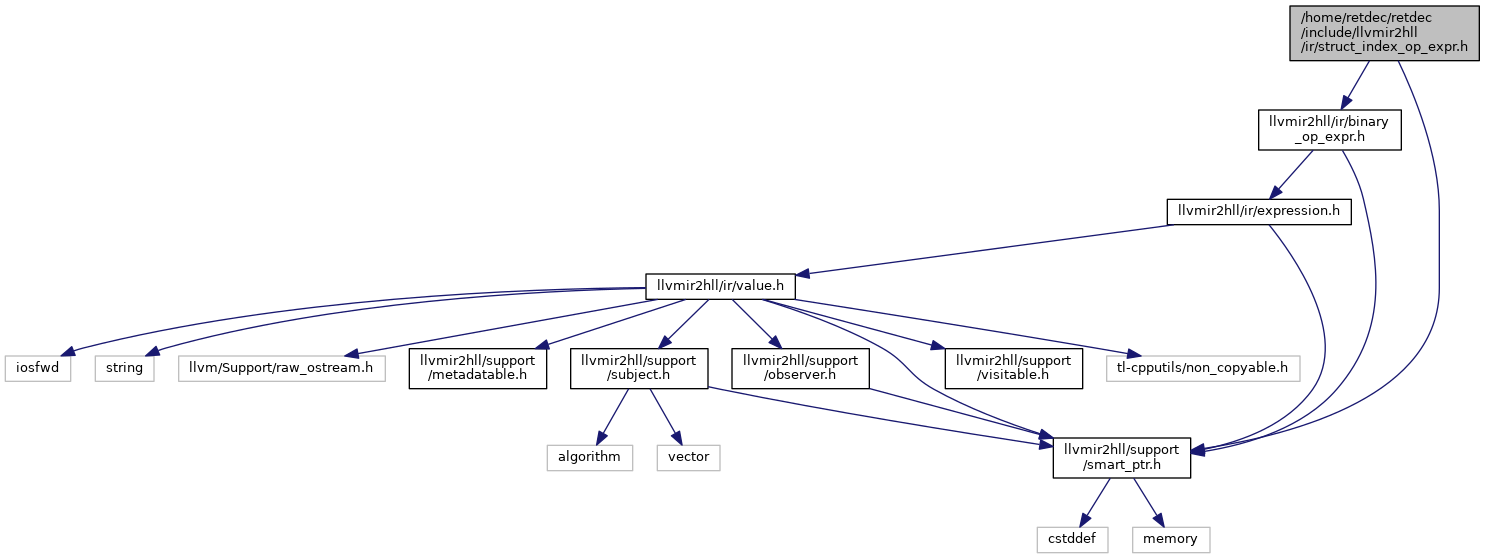 /home/retdec/retdec
/include/llvmir2hll
/ir/struct_index_op_expr.h
llvmir2hll/ir/binary
_op_expr.h
llvmir2hll/ir/expression.h
llvmir2hll/ir/value.h
iosfwd
string
llvm/Support/raw_ostream.h
llvmir2hll/support
/metadatable.h
llvmir2hll/support
/subject.h
llvmir2hll/support
/observer.h
llvmir2hll/support
/visitable.h
tl-cpputils/non_copyable.h
algorithm
vector
llvmir2hll/support
/smart_ptr.h
cstddef
memory